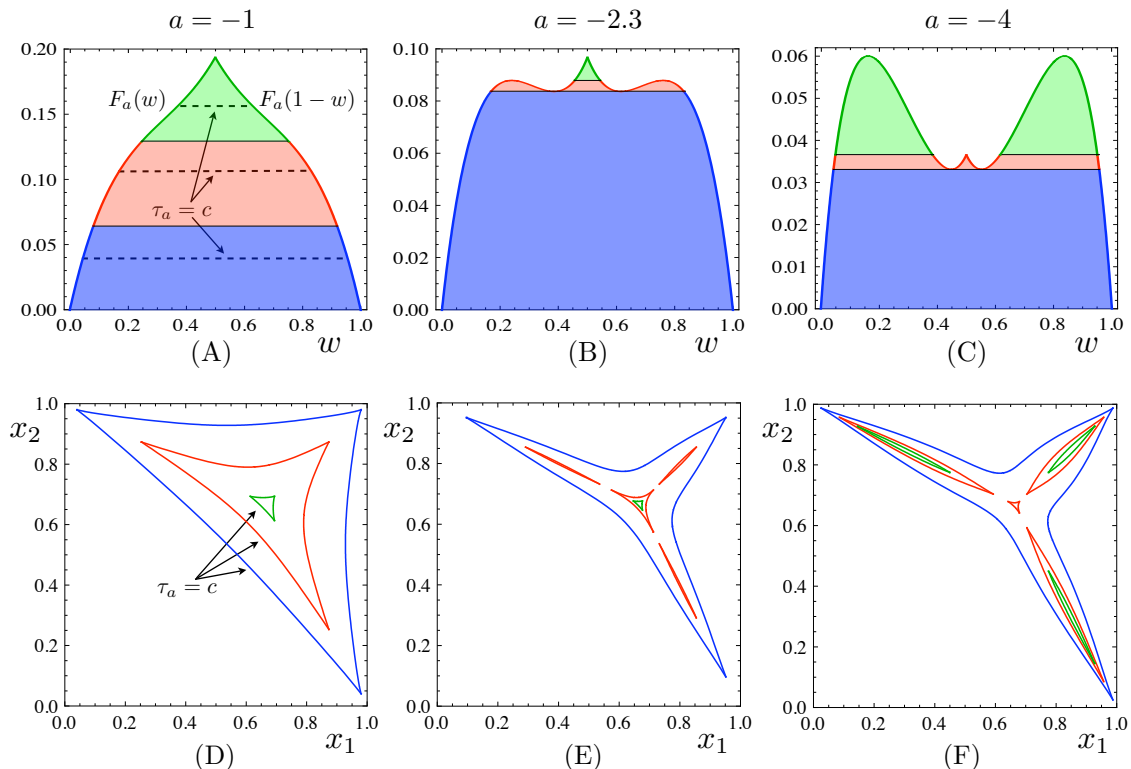 a = −1
a = −2.3
a = −4
0.20
0.15
0.10
0.05
0.00
F_a(w)
F_a(1 − w)
τ_a = c
0.0 0.2 0.4 0.6 0.8 1.0
w
(A)
0.10
0.08
0.06
0.04
0.02
0.00
0.0 0.2 0.4 0.6 0.8 1.0
w
(B)
0.06
0.05
0.04
0.03
0.02
0.01
0.00
0.0 0.2 0.4 0.6 0.8 1.0
w
(C)
1.0
x_2
0.8
0.6
0.4
0.2
0.0
τ_a = c
0.0 0.2 0.4 0.6 0.8 1.0
x_1
(D)
1.0
x_2
0.8
0.6
0.4
0.2
0.0
0.0 0.2 0.4 0.6 0.8 1.0
x_1
(E)
1.0
x_2
0.8
0.6
0.4
0.2
0.0
0.0 0.2 0.4 0.6 0.8 1.0
x_1
(F)